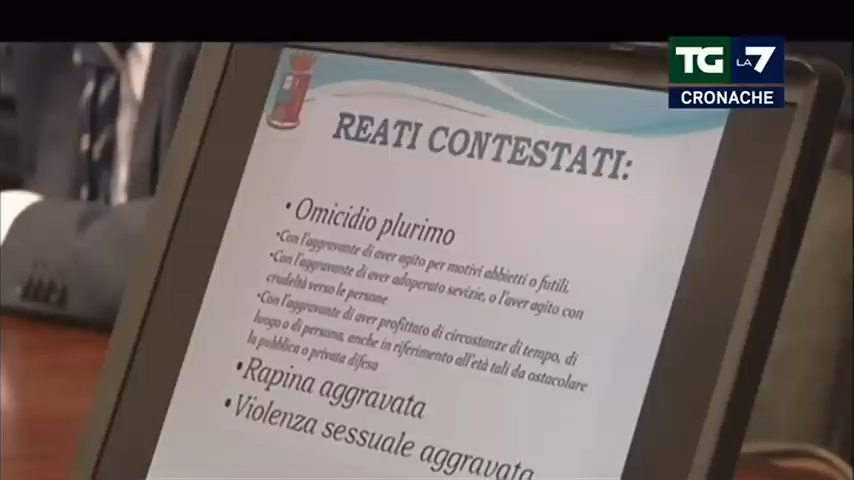 TG LA 7
CRONACHE
REATI CONTESTATI:
• Omicidio plurimo
•Con l'aggravante di aver agito per motivi abbietti o futili,
•Con l'aggravante di aver adoperato sevizie, o l'aver agito con
crudeltà verso le persone
•Con l'aggravante di aver profittato di circostanze di tempo, di
luogo o di persona, anche in riferimento all'età tali da ostacolare
la pubblica o privata difesa
•Rapina aggravata
•Violenza sessuale aggravata